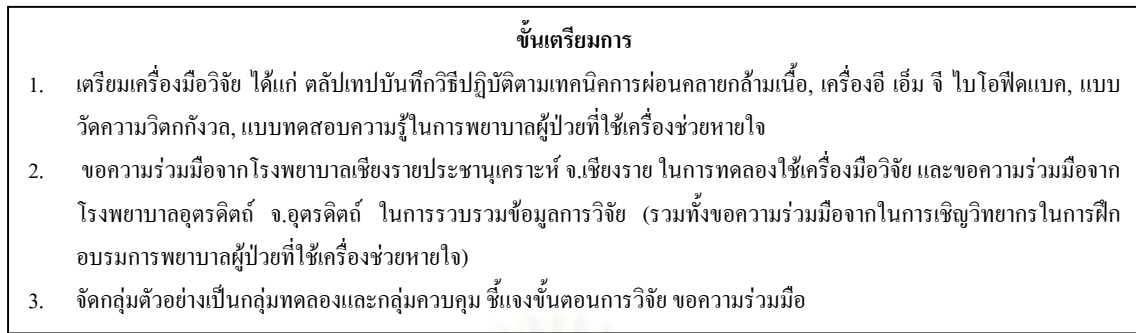 ขั้นเตรียมการ
1. เตรียมเครื่องมือวิจัย ได้แก่ ตลับเทปบันทึกวิธีปฏิบัติตามเทคนิคการผ่อนคลายกล้ามเนื้อ, เครื่องอี เอ็ม จี ไบโอฟีดแบค, แบบ
วัดความวิตกกังวล, แบบทดสอบความรู้ในการพยาบาลผู้ป่วยที่ใช้เครื่องช่วยหายใจ
2. ขอความร่วมมือจากโรงพยาบาลเชียงรายประชานุเคราะห์ จ.เชียงราย ในการทดลองใช้เครื่องมือวิจัย และขอความร่วมมือจาก
โรงพยาบาลอุตรดิตถ์ จ.อุตรดิตถ์ ในการรวบรวมข้อมูลการวิจัย (รวมทั้งขอความร่วมมือจากในการเชิญวิทยากรในการฝึก
อบรมการพยาบาลผู้ป่วยที่ใช้เครื่องช่วยหายใจ)
3. จัดกลุ่มตัวอย่างเป็นกลุ่มทดลองและกลุ่มควบคุม ชี้แจงขั้นตอนการวิจัย ขอความร่วมมือ